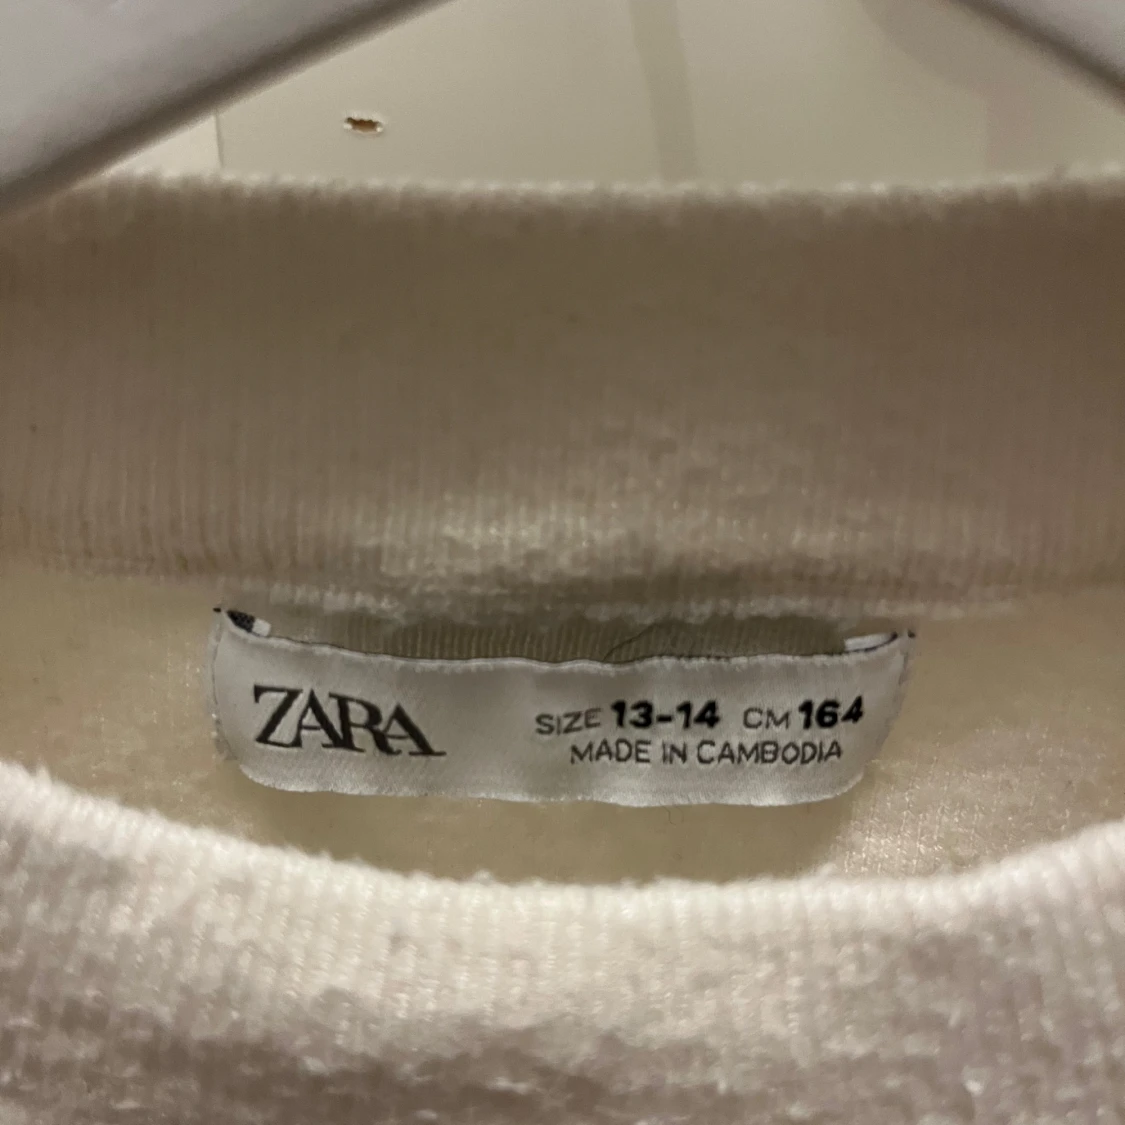 ZARA
SIZE 13-14 CM 164
MADE IN CAMBODIA